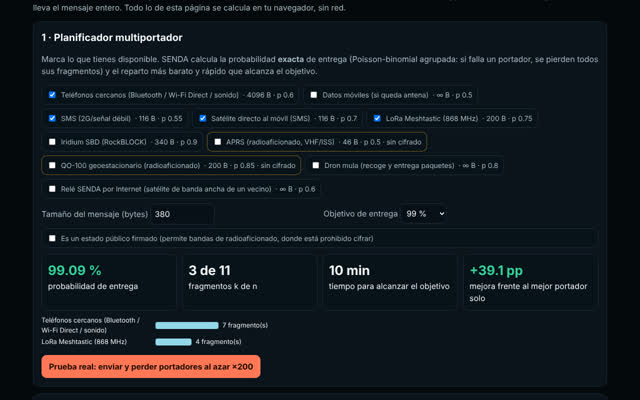 lleva el mensaje entero. Todo lo de esta página se calcula en tu navegador, sin red.
1 · Planificador multiportador
Marca lo que tienes disponible. SENDA calcula la probabilidad exacta de entrega (Poisson-binomial agrupada: si falla un portador, se pierden todos
sus fragmentos) y el reparto más barato y rápido que alcanza el objetivo.
Teléfonos cercanos (Bluetooth / Wi-Fi Direct / sonido) · 4096 B · p 0.6
Datos móviles (si queda antena) · ∞ B · p 0.5
SMS (2G/señal débil) · 116 B · p 0.55
Satélite directo al móvil (SMS) · 116 B · p 0.7
LoRa Meshtastic (868 MHz) · 200 B · p 0.75
Iridium SBD (RockBLOCK) · 340 B · p 0.9
APRS (radioaficionado, VHF/ISS) · 46 B · p 0.5 · sin cifrado
QO-100 geoestacionario (radioaficionado) · 200 B · p 0.85 · sin cifrado
Dron mula (recoge y entrega paquetes) · ∞ B · p 0.8
Relé SENDA por Internet (satélite de banda ancha de un vecino) · ∞ B · p 0.6
Tamaño del mensaje (bytes) 380
Objetivo de entrega 99 %
Es un estado público firmado (permite bandas de radioaficionado, donde está prohibido cifrar)
99.09 %
probabilidad de entrega
3 de 11
fragmentos k de n
10 min
tiempo para alcanzar el objetivo
+39.1 pp
mejora frente al mejor portador
solo
Teléfonos cercanos (Bluetooth /
Wi-Fi Direct / sonido)
7 fragmento(s)
LoRa Meshtastic (868 MHz)
4 fragmento(s)
Prueba real: enviar y perder portadores al azar ×200